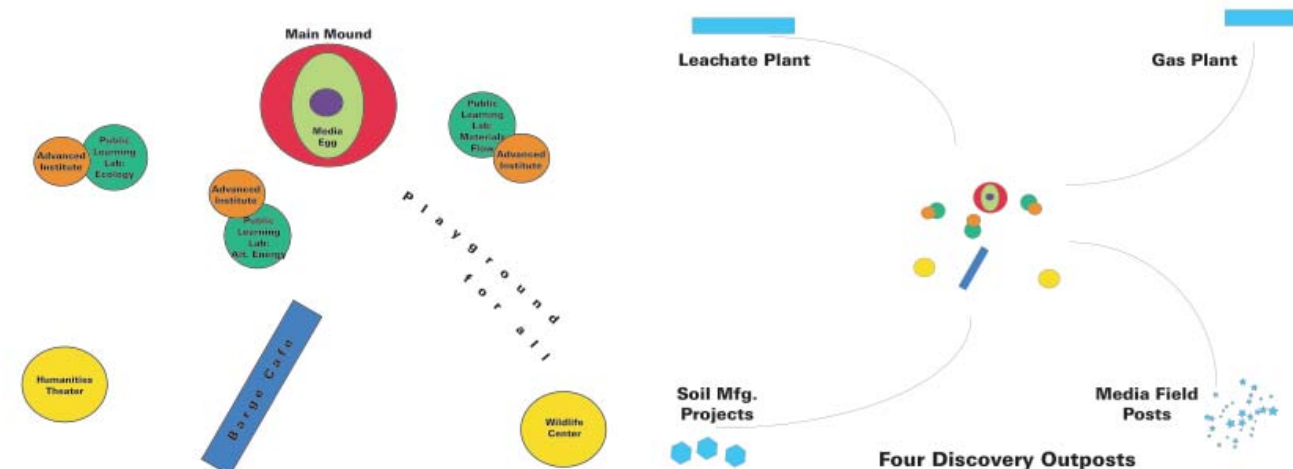 Main Mound
Media
Egg
Public
Learning
Lab:
Materials
Flow
Advanced
Institute
Advanced
Institute
Public
Learning
Lab:
Ecology
Advanced
Institute
Public
Learning
Lab:
Alt. Energy
Playground
for all
Barge Cafe
Humanities
Theater
Wildlife
Center
Leachate Plant
Gas Plant
Soil Mfg.
Projects
Media Field
Posts
Four Discovery Outposts